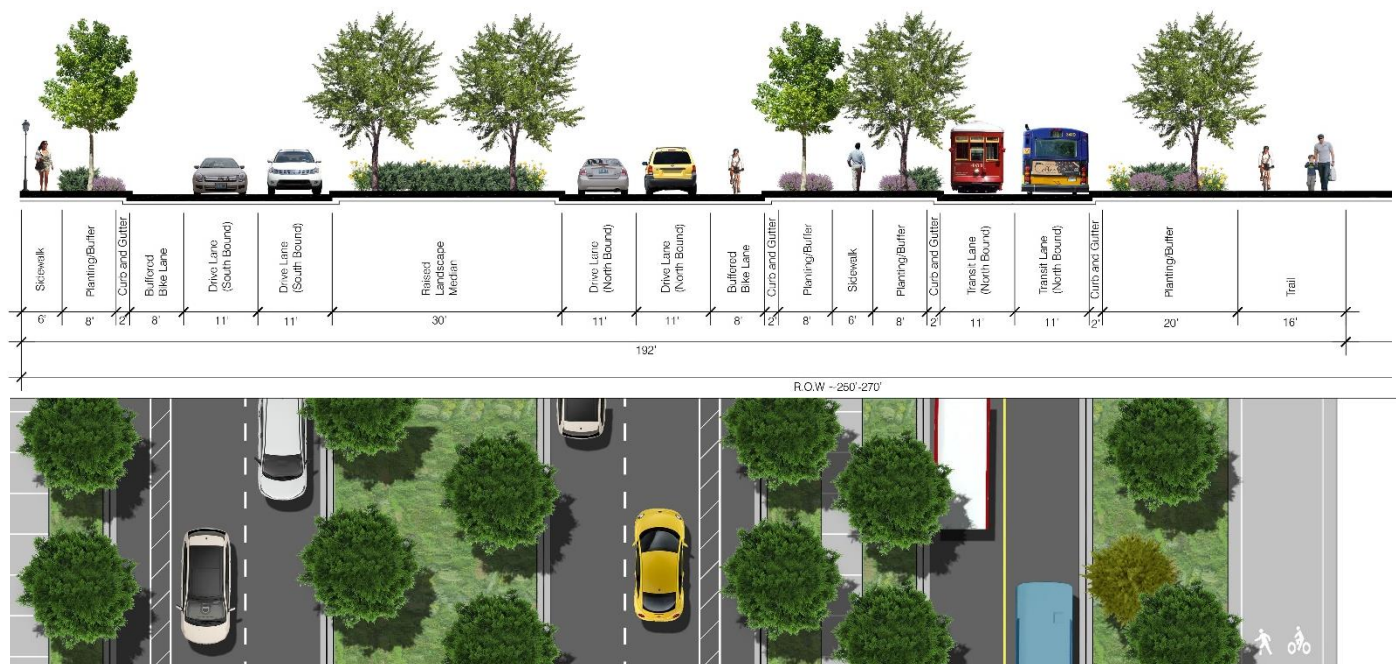 Sidewalk
Planting/Buffer
Curb and Gutter
Buffered
Bike Lane
Drive Lane
(South Bound)
Drive Lane
(South Bound)
Raised
Landscape
Median
Drive Lane
(North Bound)
Drive Lane
(North Bound)
Buffered
Bike Lane
Curb and Gutter
Planting/Buffer
Sidewalk
Planting/Buffer
Curb and Gutter
Transit Lane
(North Bound)
Transit Lane
(North Bound)
Curb and Gutter
Planting/Buffer
Trail
6' 8' 2' 8' 11' 11' 30' 11' 11' 8' 2' 8' 6' 8' 2' 11' 11' 2' 20' 16'
192'
R.O.W ~250'-270'